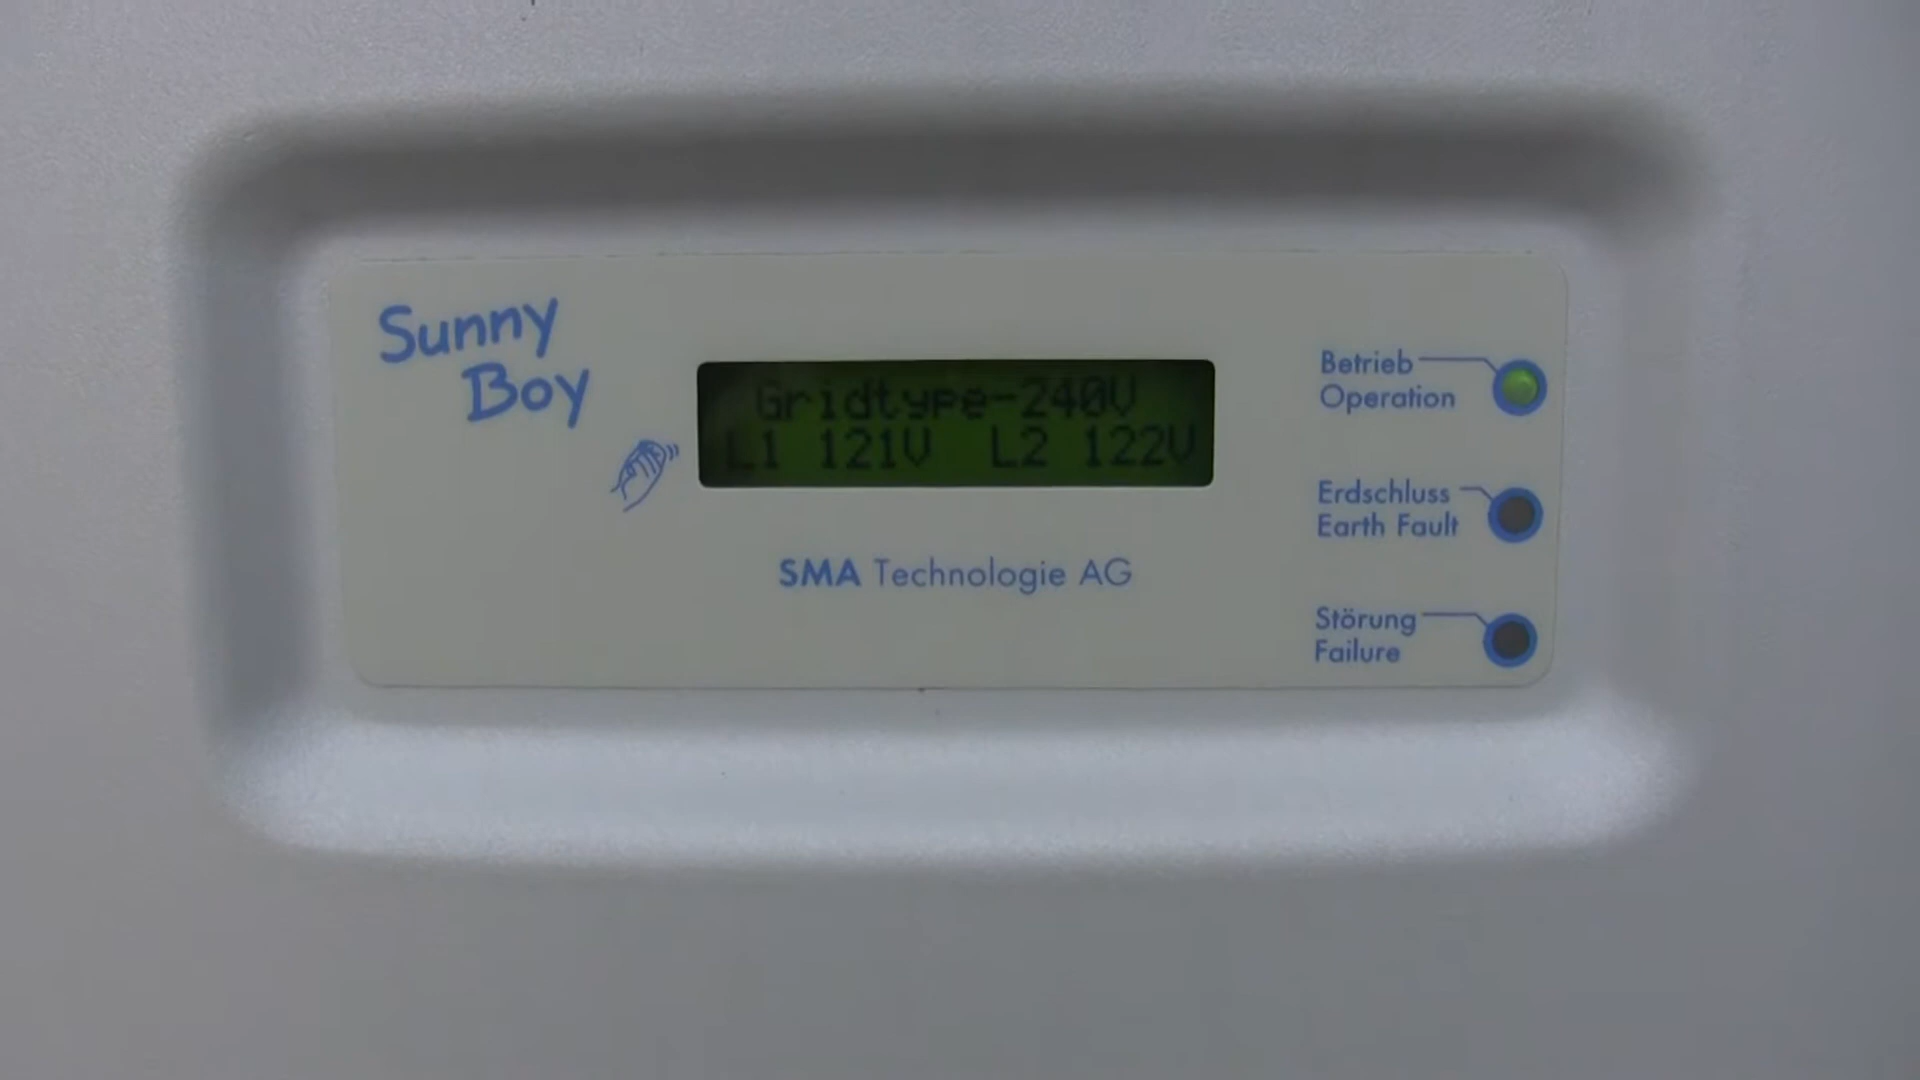 Sunny
Boy
Gridtype-240V
L1 121V L2 122V
SMA Technologie AG
Betrieb
Operation
Erdschluss
Earth Fault
Störung
Failure